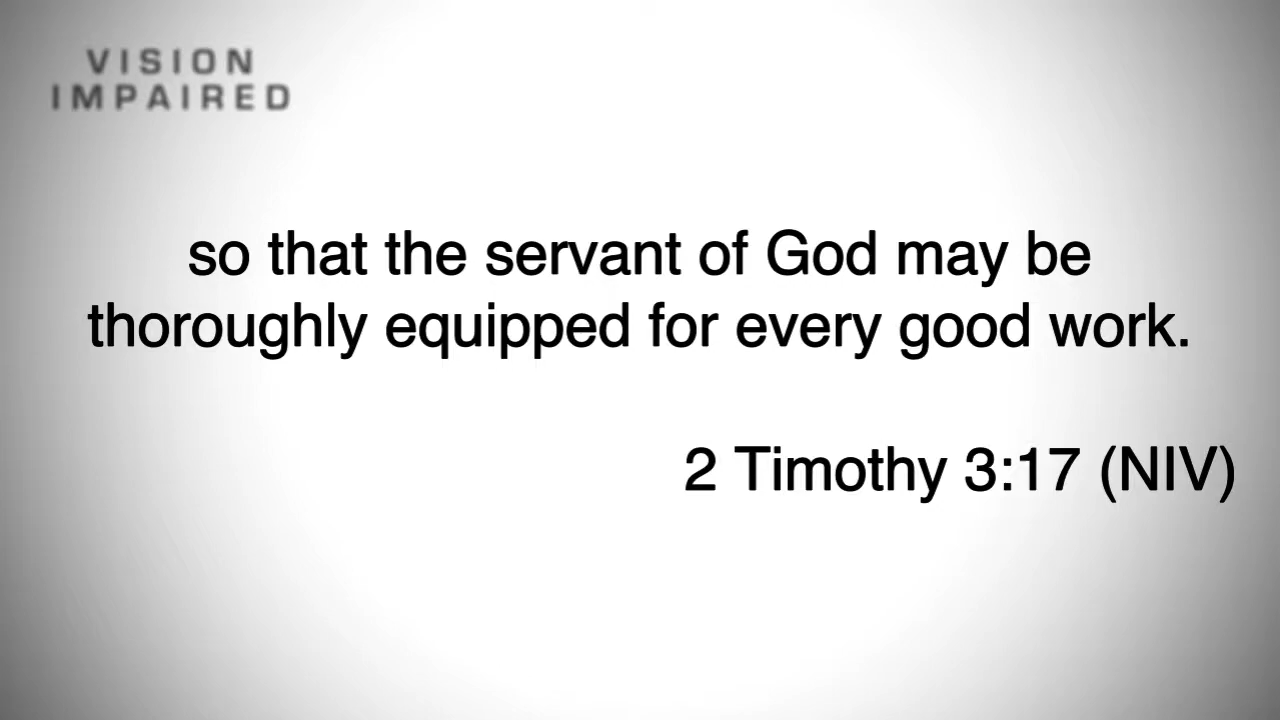 VISION
IMPAIRED
so that the servant of God may be
thoroughly equipped for every good work.
2 Timothy 3:17 (NIV)